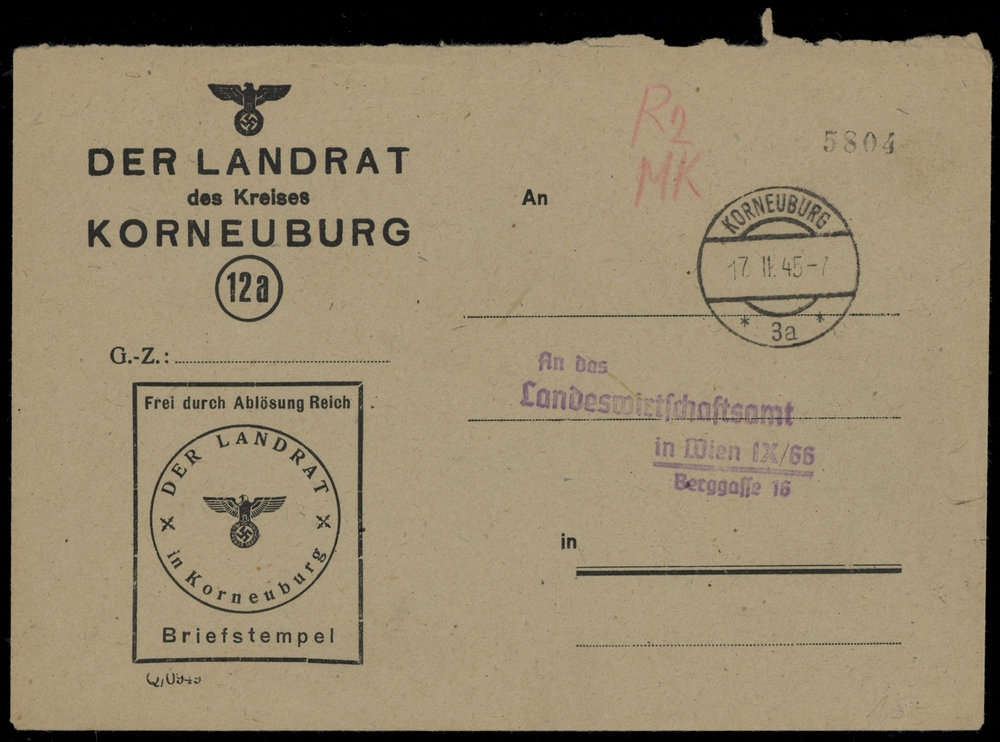 DER LANDRAT
des Kreises
KORNEUBURG
12a
G.-Z.:
Frei durch Ablösung Reich
DER LANDRAT
in Korneuburg
Briefstempel
R2
MK
5804
An
KORNEUBURG
17. II. 45-7
* 3a *
An das
Landeswirtschaftsamt
in Wien IX/66
Berggasse 16
in